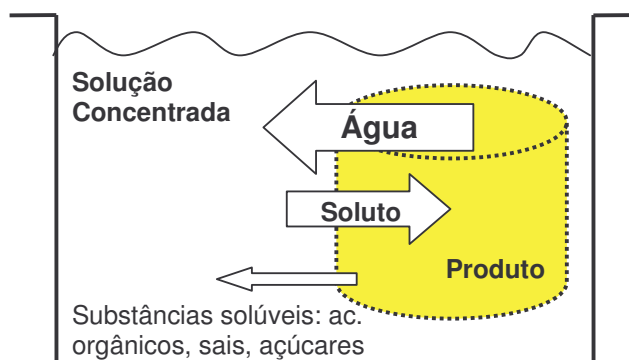 Solução
Concentrada
Água
Soluto
Produto
Substâncias solúveis: ac.
orgânicos, sais, açúcares